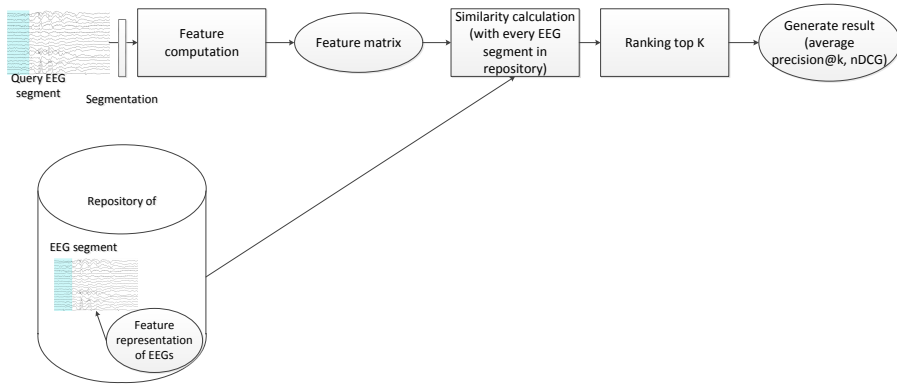 Query EEG
segment
Segmentation
Feature
computation
Feature matrix
Similarity calculation
(with every EEG
segment in
repository)
Ranking top K
Generate result
(average
precision@k, nDCG)
Repository of
EEG segment
Feature
representation
of EEGs